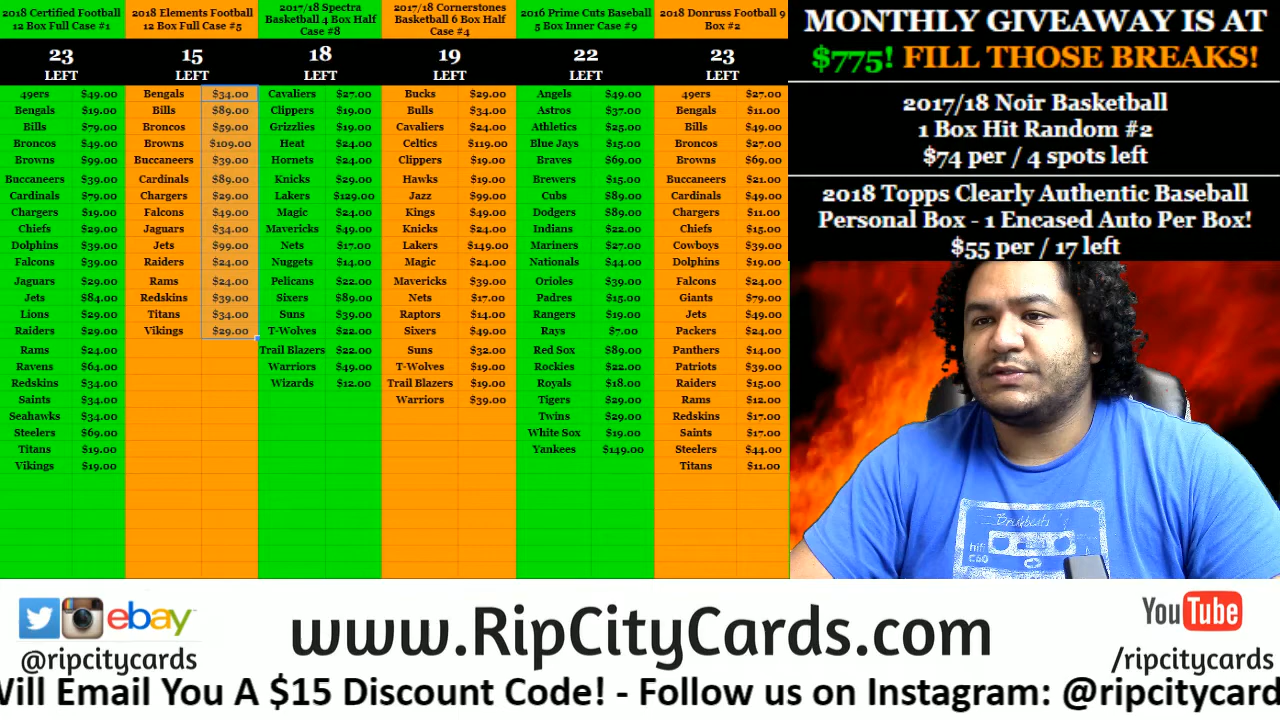 2018 Certified Football
12 Box Full Case #1
23
LEFT
49ers $49.00
Bengals $19.00
Bills $79.00
Broncos $49.00
Browns $99.00
Buccaneers $39.00
Cardinals $79.00
Chargers $19.00
Chiefs $29.00
Dolphins $39.00
Falcons $39.00
Jaguars $29.00
Jets $84.00
Lions $29.00
Raiders $29.00
Rams $24.00
Ravens $64.00
Redskins $34.00
Saints $34.00
Seahawks $34.00
Steelers $69.00
Titans $19.00
Vikings $19.00
2018 Elements Football
12 Box Full Case #5
15
LEFT
Bengals $34.00
Bills $89.00
Broncos $59.00
Browns $109.00
Buccaneers $39.00
Cardinals $89.00
Chargers $29.00
Falcons $49.00
Jaguars $34.00
Jets $99.00
Raiders $24.00
Rams $24.00
Redskins $39.00
Titans $34.00
Vikings $29.00
2017/18 Spectra
Basketball 4 Box Half
Case #8
18
LEFT
Cavaliers $27.00
Clippers $19.00
Grizzlies $19.00
Heat $24.00
Hornets $24.00
Knicks $29.00
Lakers $129.00
Magic $24.00
Mavericks $49.00
Nets $17.00
Nuggets $14.00
Pelicans $22.00
Sixers $89.00
Suns $39.00
T-Wolves $22.00
Trail Blazers $22.00
Warriors $49.00
Wizards $12.00
2017/18 Cornerstones
Basketball 6 Box Half
Case #4
19
LEFT
Bucks $29.00
Bulls $34.00
Cavaliers $24.00
Celtics $119.00
Clippers $19.00
Hawks $19.00
Jazz $99.00
Kings $49.00
Knicks $24.00
Lakers $149.00
Magic $24.00
Mavericks $39.00
Nets $17.00
Raptors $14.00
Sixers $49.00
Suns $32.00
T-Wolves $19.00
Trail Blazers $19.00
Warriors $39.00
2016 Prime Cuts Baseball
5 Box Inner Case #9
22
LEFT
Angels $49.00
Astros $37.00
Athletics $25.00
Blue Jays $15.00
Braves $69.00
Brewers $15.00
Cubs $89.00
Dodgers $89.00
Indians $22.00
Mariners $27.00
Nationals $44.00
Orioles $39.00
Padres $15.00
Rangers $19.00
Rays $7.00
Red Sox $89.00
Rockies $22.00
Royals $18.00
Tigers $29.00
Twins $29.00
White Sox $19.00
Yankees $149.00
2018 Donruss Football 9
Box #2
23
LEFT
49ers $27.00
Bengals $11.00
Bills $49.00
Broncos $27.00
Browns $69.00
Buccaneers $21.00
Cardinals $49.00
Chargers $11.00
Chiefs $15.00
Cowboys $39.00
Dolphins $19.00
Falcons $24.00
Giants $79.00
Jets $49.00
Packers $24.00
Panthers $14.00
Patriots $39.00
Raiders $15.00
Rams $12.00
Redskins $17.00
Saints $17.00
Steelers $44.00
Titans $11.00
MONTHLY GIVEAWAY IS AT
$775! FILL THOSE BREAKS!
2017/18 Noir Basketball
1 Box Hit Random #2
$74 per / 4 spots left
2018 Topps Clearly Authentic Baseball
Personal Box - 1 Encased Auto Per Box!
$55 per / 17 left
Breakbeats
hifi
C60
ebay
@ripcitycards
www.RipCityCards.com
YouTube
/ripcitycards
Will Email You A $15 Discount Code! - Follow us on Instagram: @ripcitycard